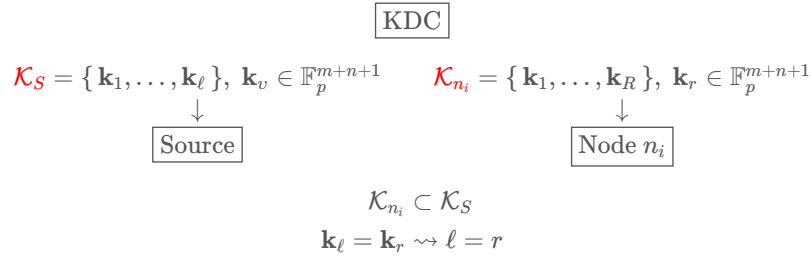 KDC
𝒦_S = { 𝐤_1, …, 𝐤_ℓ }, 𝐤_v ∈ 𝔽_p^{m+n+1}    𝒦_{n_i} = { 𝐤_1, …, 𝐤_R }, 𝐤_r ∈ 𝔽_p^{m+n+1}
↓    ↓
Source    Node n_i
𝒦_{n_i} ⊂ 𝒦_S
𝐤_ℓ = 𝐤_r ⇝ ℓ = r